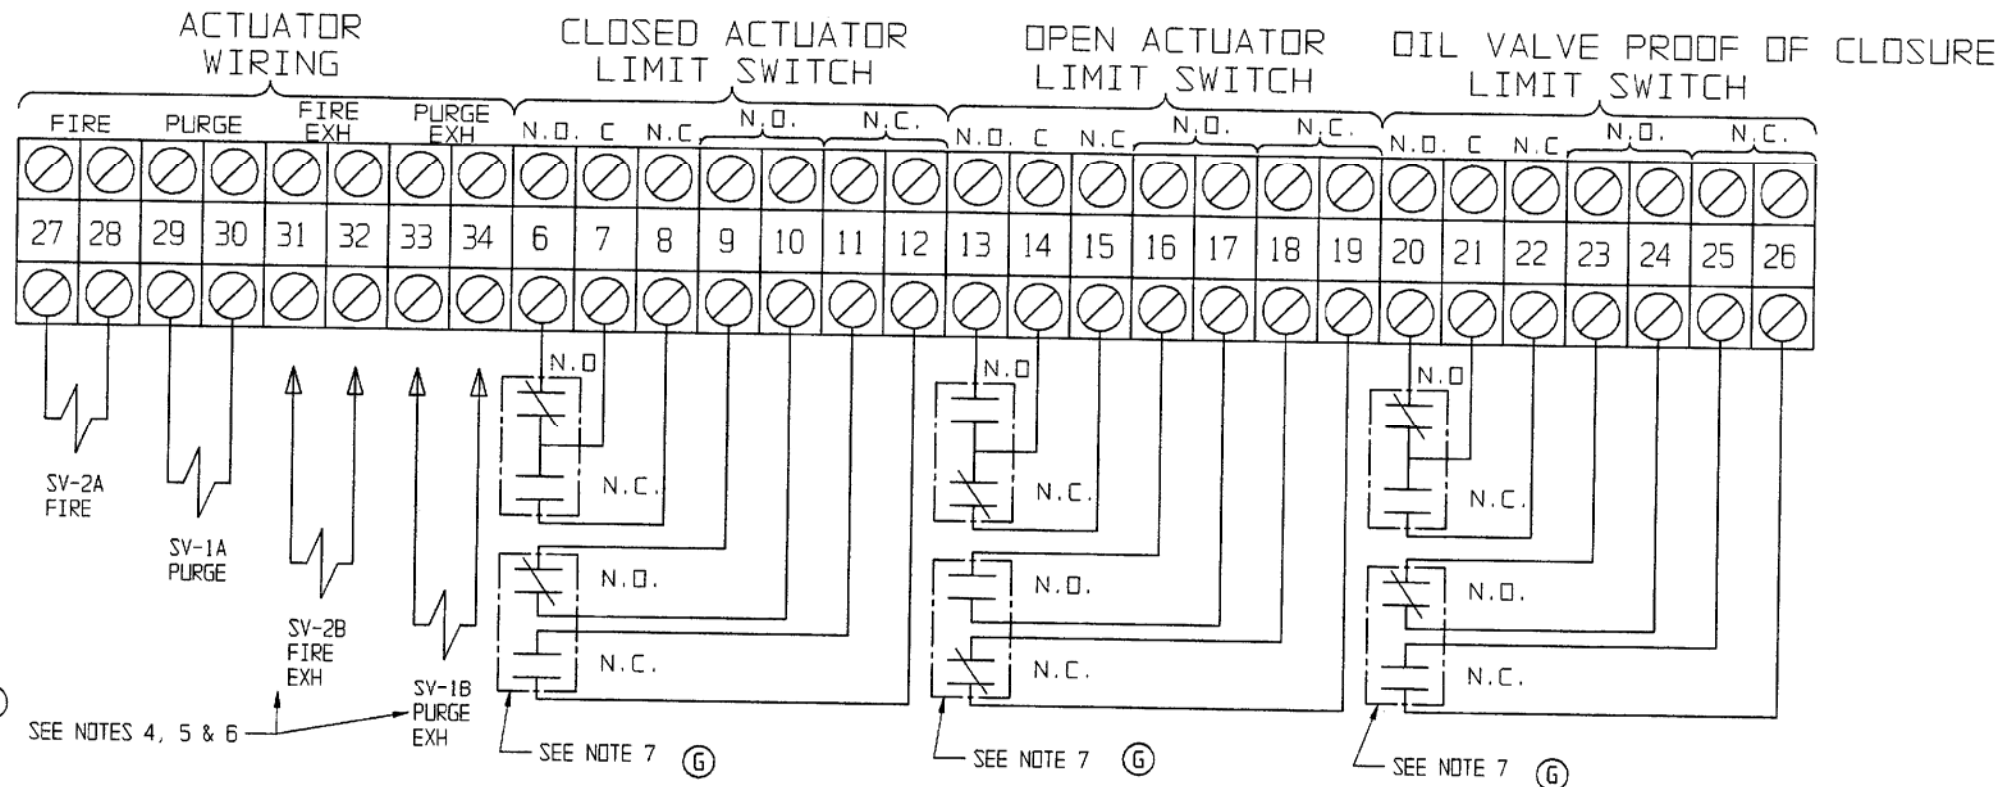 ACTUATOR
WIRING
CLOSED ACTUATOR
LIMIT SWITCH
OPEN ACTUATOR
LIMIT SWITCH
OIL VALVE PROOF OF CLOSURE
LIMIT SWITCH
FIRE PURGE FIRE EXH PURGE EXH N.O. C N.C N.O. N.C. N.O. C N.C N.O. N.C. N.O. C N.C N.O. N.C.
27 28 29 30 31 32 33 34 6 7 8 9 10 11 12 13 14 15 16 17 18 19 20 21 22 23 24 25 26
N.O N.O N.O
N.C. N.C. N.C.
N.O. N.O. N.O.
N.C. N.C. N.C.
SV-2A
FIRE
SV-1A
PURGE
SV-2B
FIRE
EXH
SV-1B
PURGE
EXH
SEE NOTES 4, 5 & 6
SEE NOTE 7 G
SEE NOTE 7 G
SEE NOTE 7 G